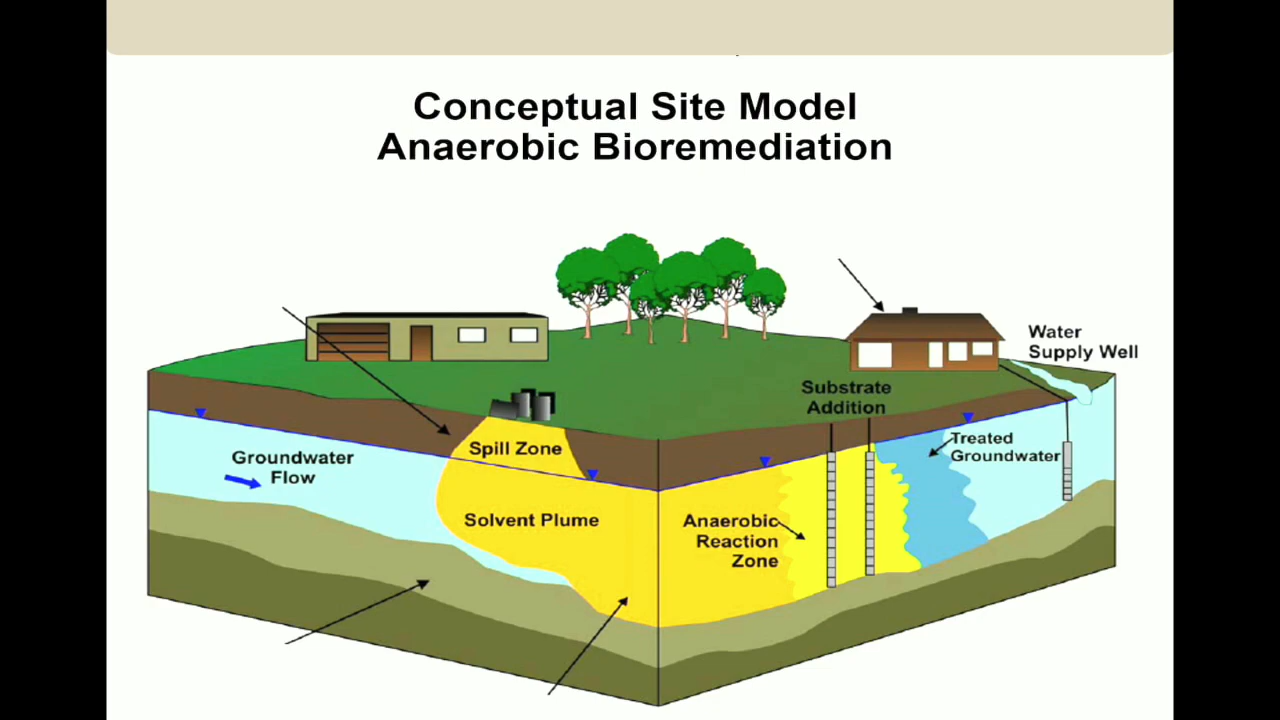 Conceptual Site Model
Anaerobic Bioremediation
Water
Supply Well
Substrate
Addition
Spill Zone
Treated
Groundwater
Groundwater
Flow
Solvent Plume
Anaerobic
Reaction
Zone